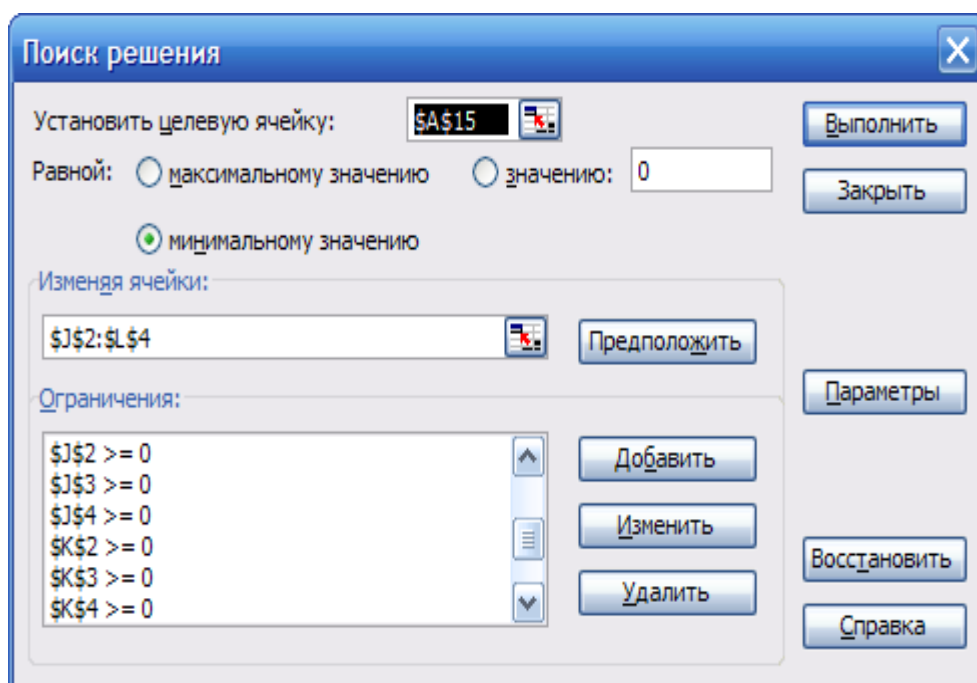 Поиск решения
Установить целевую ячейку: $A$15
Выполнить
Равной: максимальному значению значению: 0
Закрыть
минимальному значению
Изменяя ячейки:
$J$2:$L$4 Предположить
Параметры
Ограничения:
$J$2 >= 0
Добавить
$J$3 >= 0
$J$4 >= 0
Изменить
$K$2 >= 0
Восстановить
$K$3 >= 0
Удалить
$K$4 >= 0
Справка